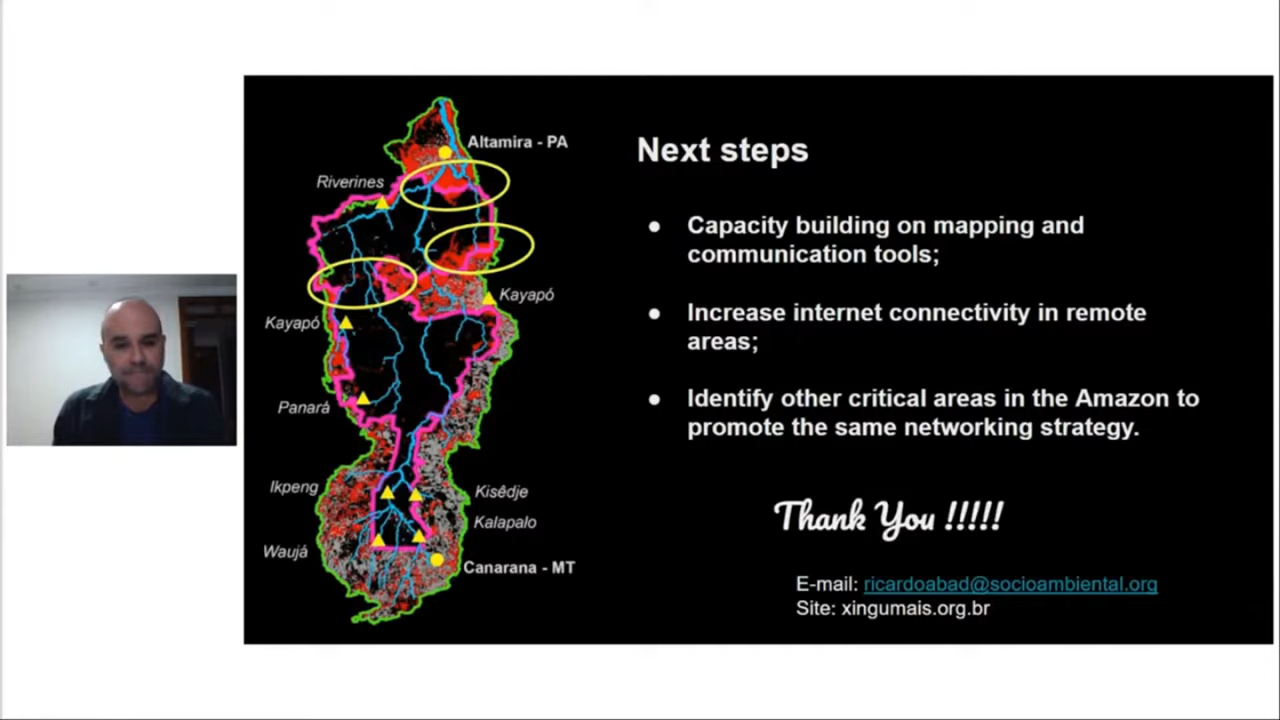 Altamira - PA
Riverines
Kayapó
Kayapó
Panará
Ikpeng
Kisêdje
Kalapalo
Waujá
Canarana - MT
Next steps
● Capacity building on mapping and
communication tools;
● Increase internet connectivity in remote
areas;
● Identify other critical areas in the Amazon to
promote the same networking strategy.
Thank You !!!!!
E-mail: ricardoabad@socioambiental.org
Site: xingumais.org.br